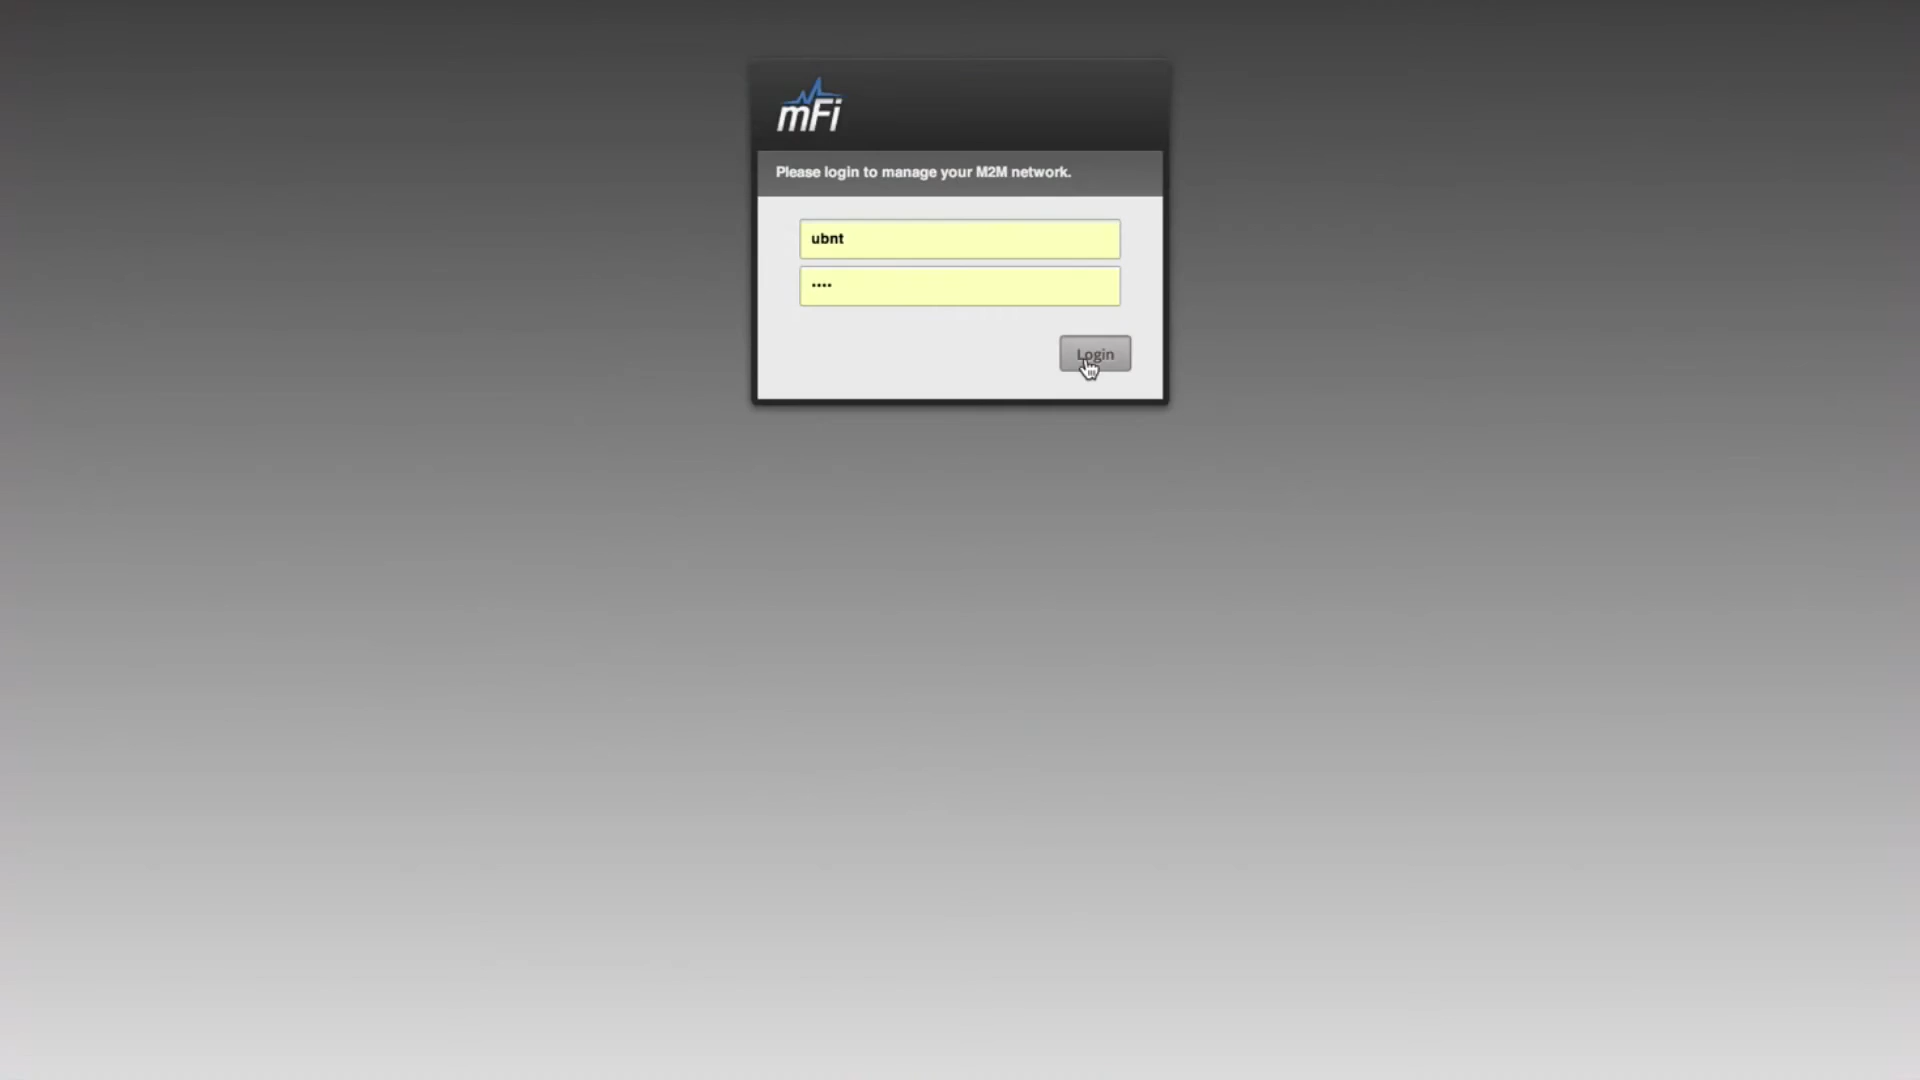 mFi
Please login to manage your M2M network.
ubnt
····
Login